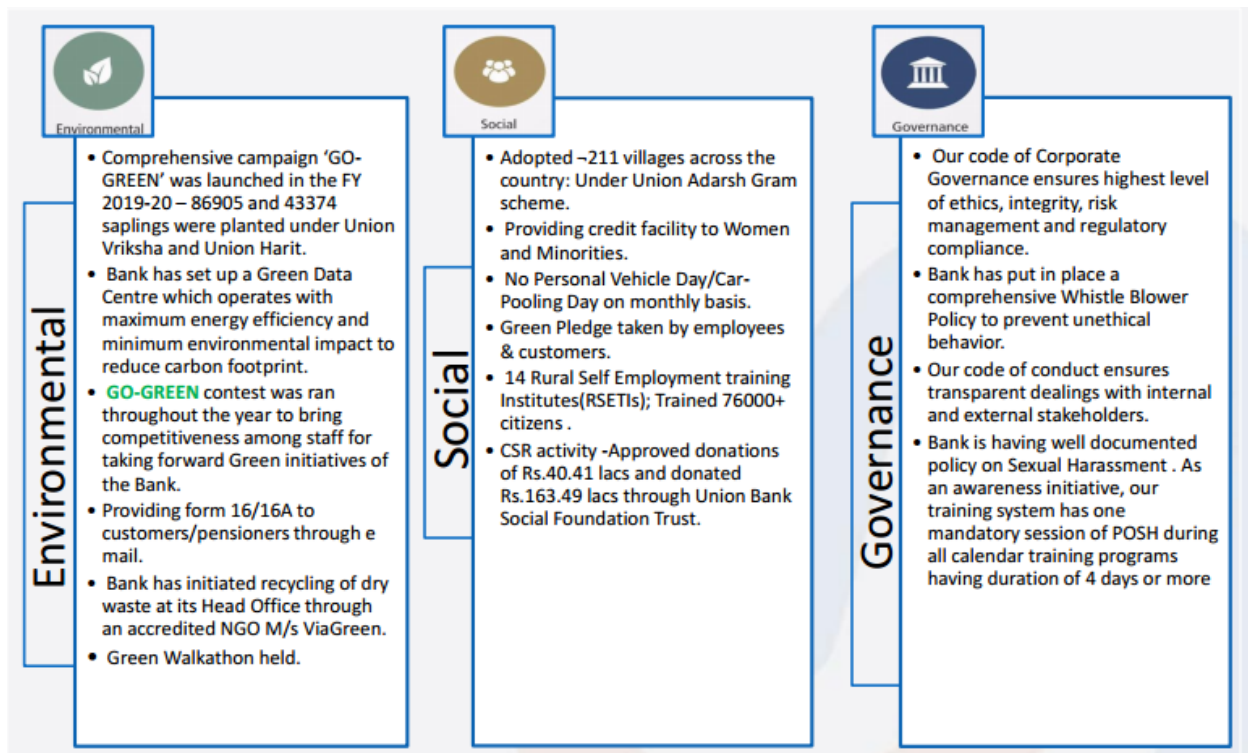 Environmental
Environmental
• Comprehensive campaign ‘GO-
GREEN’ was launched in the FY
2019-20 – 86905 and 43374
saplings were planted under Union
Vriksha and Union Harit.
• Bank has set up a Green Data
Centre which operates with
maximum energy efficiency and
minimum environmental impact to
reduce carbon footprint.
• GO-GREEN contest was ran
throughout the year to bring
competitiveness among staff for
taking forward Green initiatives of
the Bank.
• Providing form 16/16A to
customers/pensioners through e
mail.
• Bank has initiated recycling of dry
waste at its Head Office through
an accredited NGO M/s ViaGreen.
• Green Walkathon held.
Social
Social
• Adopted ¬211 villages across the
country: Under Union Adarsh Gram
scheme.
• Providing credit facility to Women
and Minorities.
• No Personal Vehicle Day/Car-
Pooling Day on monthly basis.
• Green Pledge taken by employees
& customers.
• 14 Rural Self Employment training
Institutes(RSETIs); Trained 76000+
citizens .
• CSR activity -Approved donations
of Rs.40.41 lacs and donated
Rs.163.49 lacs through Union Bank
Social Foundation Trust.
Governance
Governance
• Our code of Corporate
Governance ensures highest level
of ethics, integrity, risk
management and regulatory
compliance.
• Bank has put in place a
comprehensive Whistle Blower
Policy to prevent unethical
behavior.
• Our code of conduct ensures
transparent dealings with internal
and external stakeholders.
• Bank is having well documented
policy on Sexual Harassment . As
an awareness initiative, our
training system has one
mandatory session of POSH during
all calendar training programs
having duration of 4 days or more